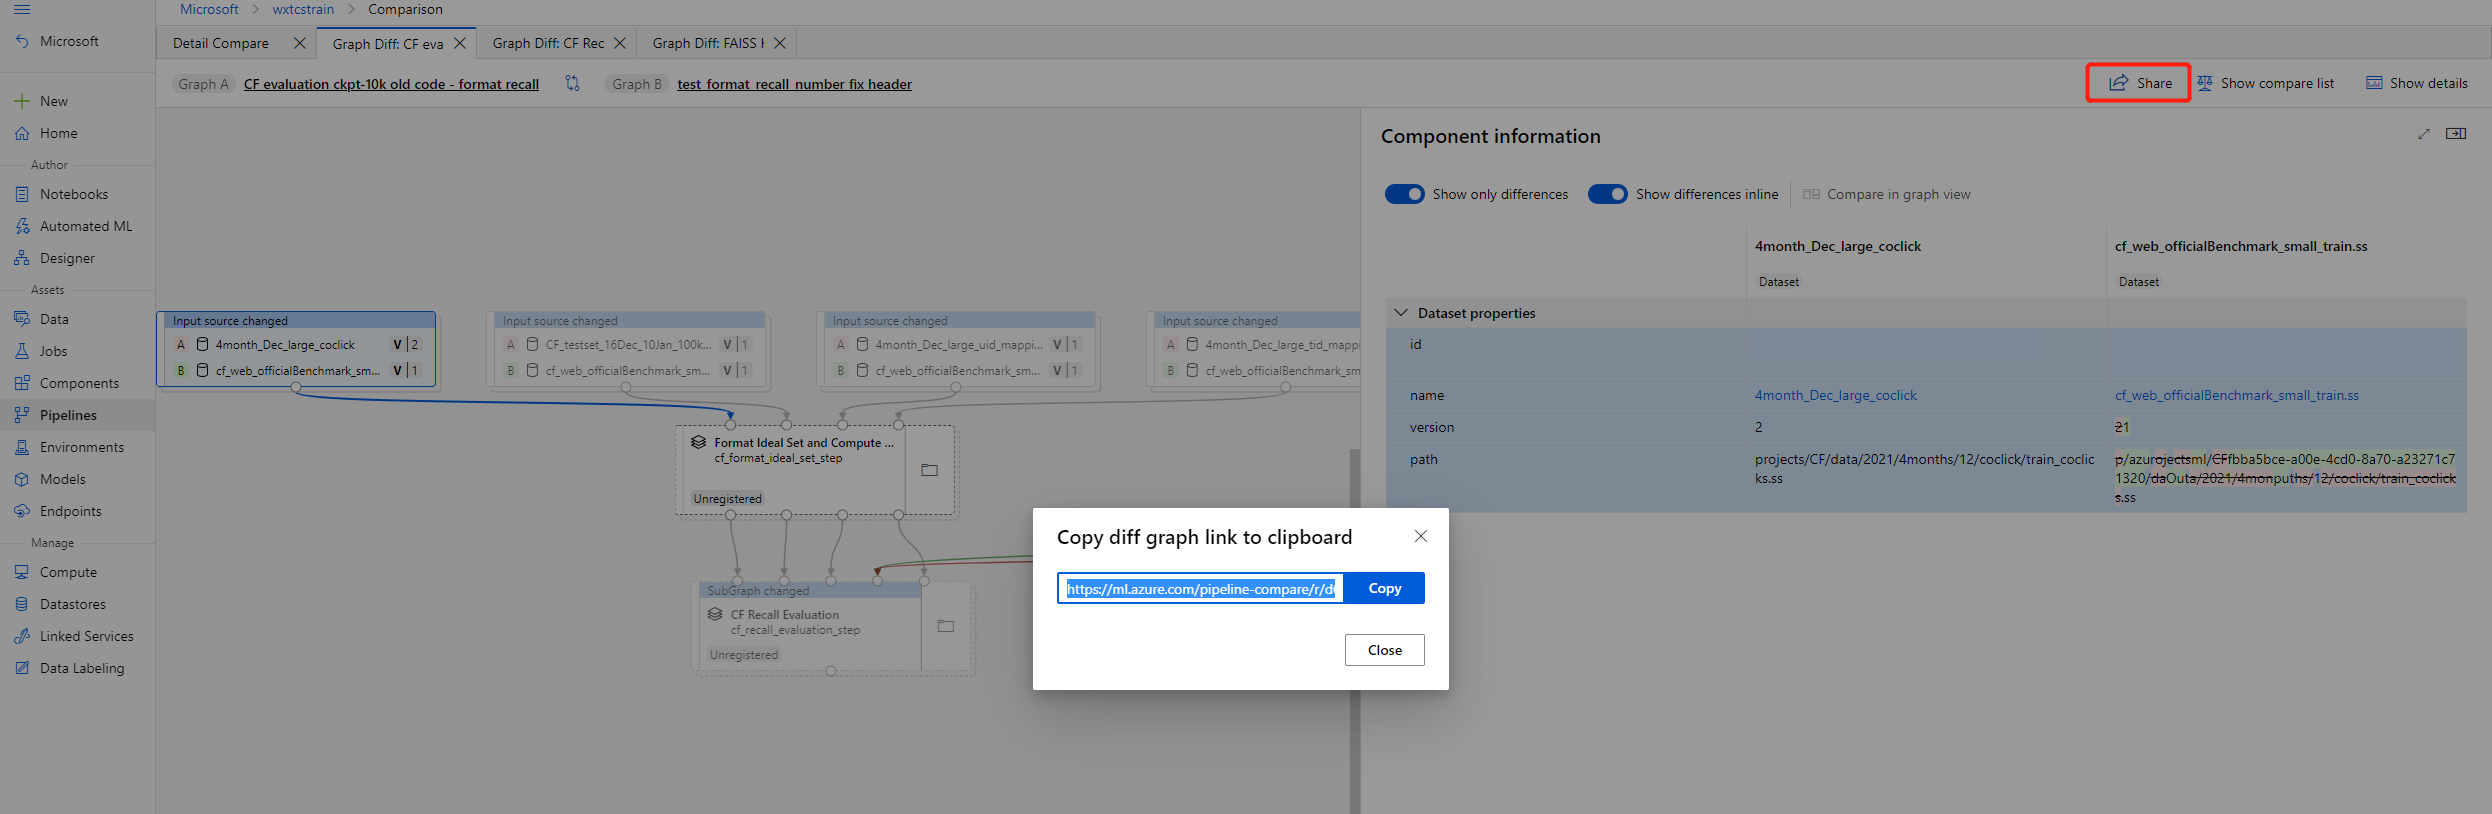 Microsoft > wxtcstrain > Comparison
Microsoft
New
Home
Author
Notebooks
Automated ML
Designer
Assets
Data
Jobs
Components
Pipelines
Environments
Models
Endpoints
Manage
Compute
Datastores
Linked Services
Data Labeling
Detail Compare
Graph Diff: CF eva
Graph Diff: CF Rec
Graph Diff: FAISS
Graph A CF evaluation ckpt-10k old code - format recall
Graph B test_format_recall_number fix header
Share
Show compare list
Show details
Input source changed
A 4month_Dec_large_coclick V 2
B cf_web_officialBenchmark_sm... V 1
Input source changed
A CF_testset_16Dec_10Jan_100k... V 1
B cf_web_officialBenchmark_sm... V 1
Input source changed
A 4month_Dec_large_uid_mappi... V 1
B cf_web_officialBenchmark_sm... V 1
Input source changed
A 4month_Dec_large_tid_mappi
B cf_web_officialBenchmark_sm
Format Ideal Set and Compute ...
cf_format_ideal_set_step
Unregistered
SubGraph changed
CF Recall Evaluation
cf_recall_evaluation_step
Unregistered
Copy diff graph link to clipboard
https://ml.azure.com/pipeline-compare/r/d
Copy
Close
Component information
Show only differences
Show differences inline
Compare in graph view
4month_Dec_large_coclick
cf_web_officialBenchmark_small_train.ss
Dataset
Dataset
Dataset properties
id
name
4month_Dec_large_coclick
cf_web_officialBenchmark_small_train.ss
version
2
21
path
projects/CF/data/2021/4months/12/coclick/train_coclic
ks.ss
p/azurojectsml/CFfbba5bce-a00e-4cd0-8a70-a23271c7
1320/daOuta/2021/4monpuths/12/coclick/train_coclick
s.ss